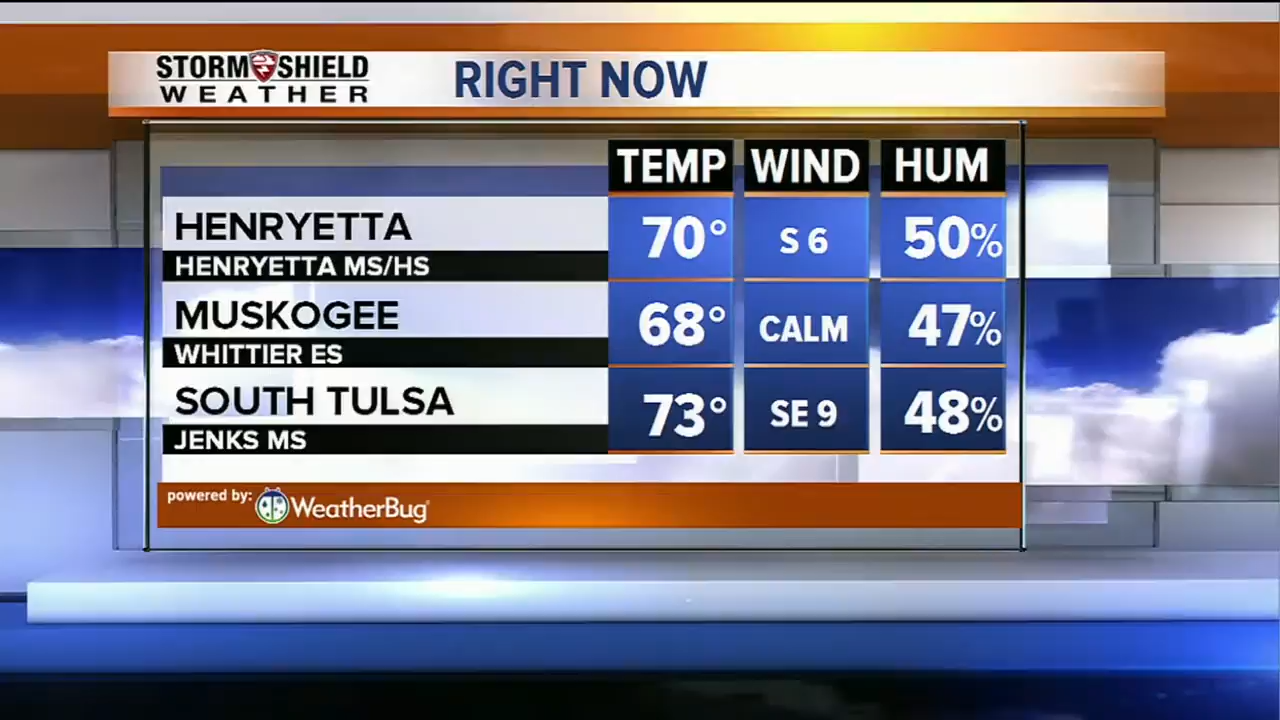 STORM SHIELD
WEATHER
RIGHT NOW
TEMP WIND HUM
HENRYETTA 70° S 6 50%
HENRYETTA MS/HS
MUSKOGEE 68° CALM 47%
WHITTIER ES
SOUTH TULSA 73° SE 9 48%
JENKS MS
powered by: WeatherBug®